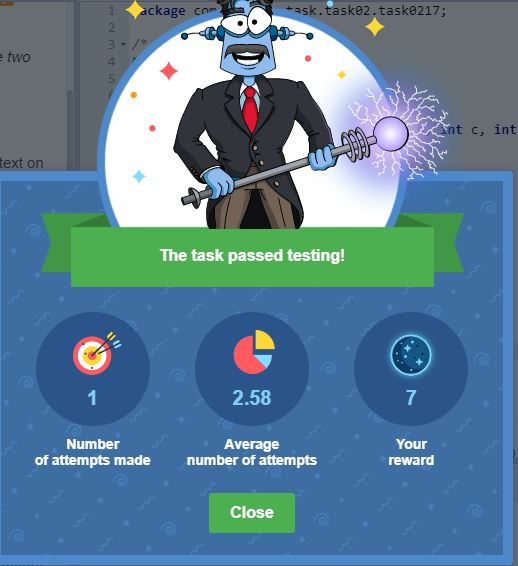 1 package com task.task02.task0217;
2
3 /*
4
5
6
e two
int c, int
text on
The task passed testing!
1
2.58
7
Number
of attempts made
Average
number of attempts
Your
reward
Close